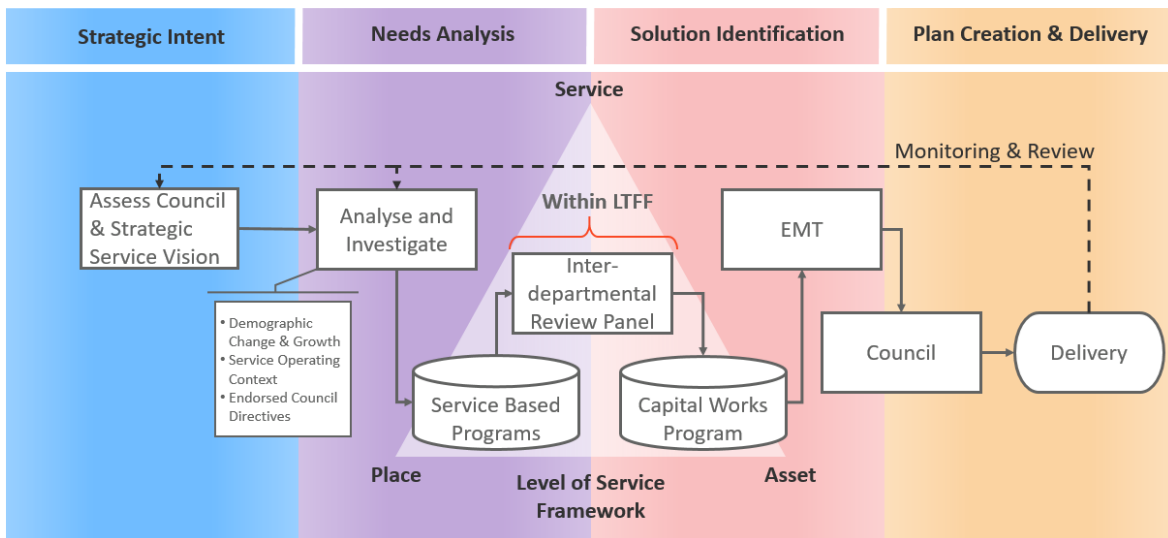 Strategic Intent
Needs Analysis
Solution Identification
Plan Creation & Delivery
Service
Monitoring & Review
Assess Council
& Strategic
Service Vision
Analyse and
Investigate
Within LTFF
EMT
Inter-
departmental
Review Panel
• Demographic
Change & Growth
• Service Operating
Context
• Endorsed Council
Directives
Council
Delivery
Service Based
Programs
Capital Works
Program
Place
Level of Service
Framework
Asset